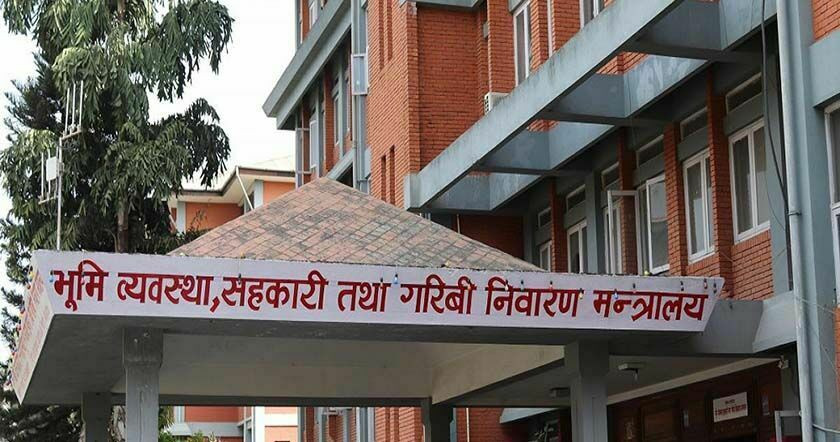 भूमि व्यवस्था,सहकारी तथा गरिबी निवारण मन्त्रालय